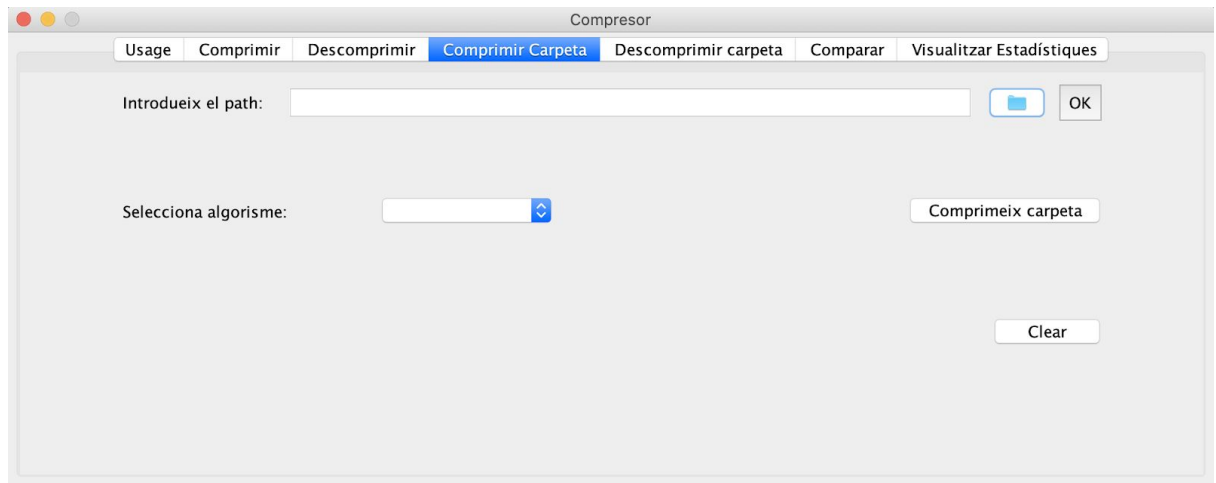 Compresor
Usage Comprimir Descomprimir Comprimir Carpeta Descomprimir carpeta Comparar Visualitzar Estadístiques
Introdueix el path: OK
Selecciona algorisme: Comprimeix carpeta
Clear